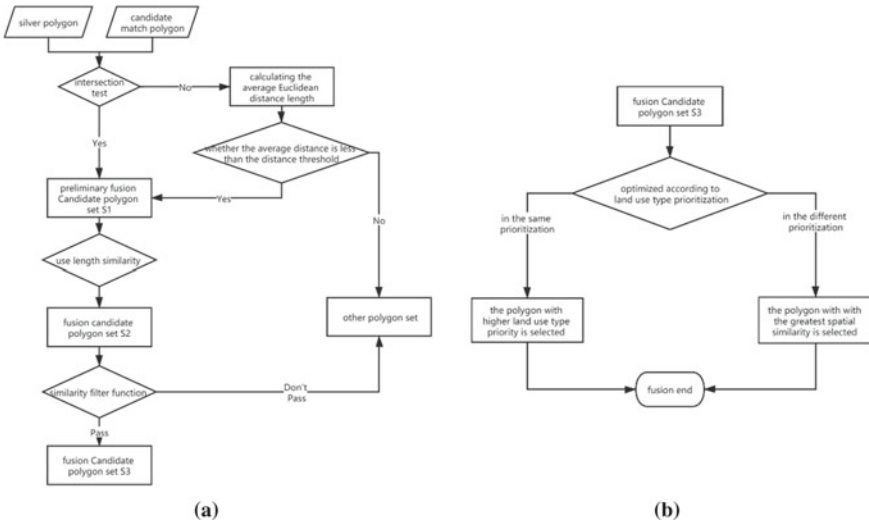 silver polygon
candidate
match polygon
intersection
test
No
calculating the
average Euclidean
distance length
Yes
whether the average distance is less
than the distance threshold
preliminary fusion
Candidate polygon
set S1
Yes
No
use length similarity
fusion candidate
polygon set S2
other polygon set
similarity filter function
Don't
Pass
Pass
fusion Candidate
polygon set S3
(a)
fusion Candidate
polygon set S3
optimized according to
land use type prioritization
in the same
prioritization
in the different
prioritization
the polygon with
higher land use type
priority is selected
the polygon with with
the greatest spatial
similarity is selected
fusion end
(b)